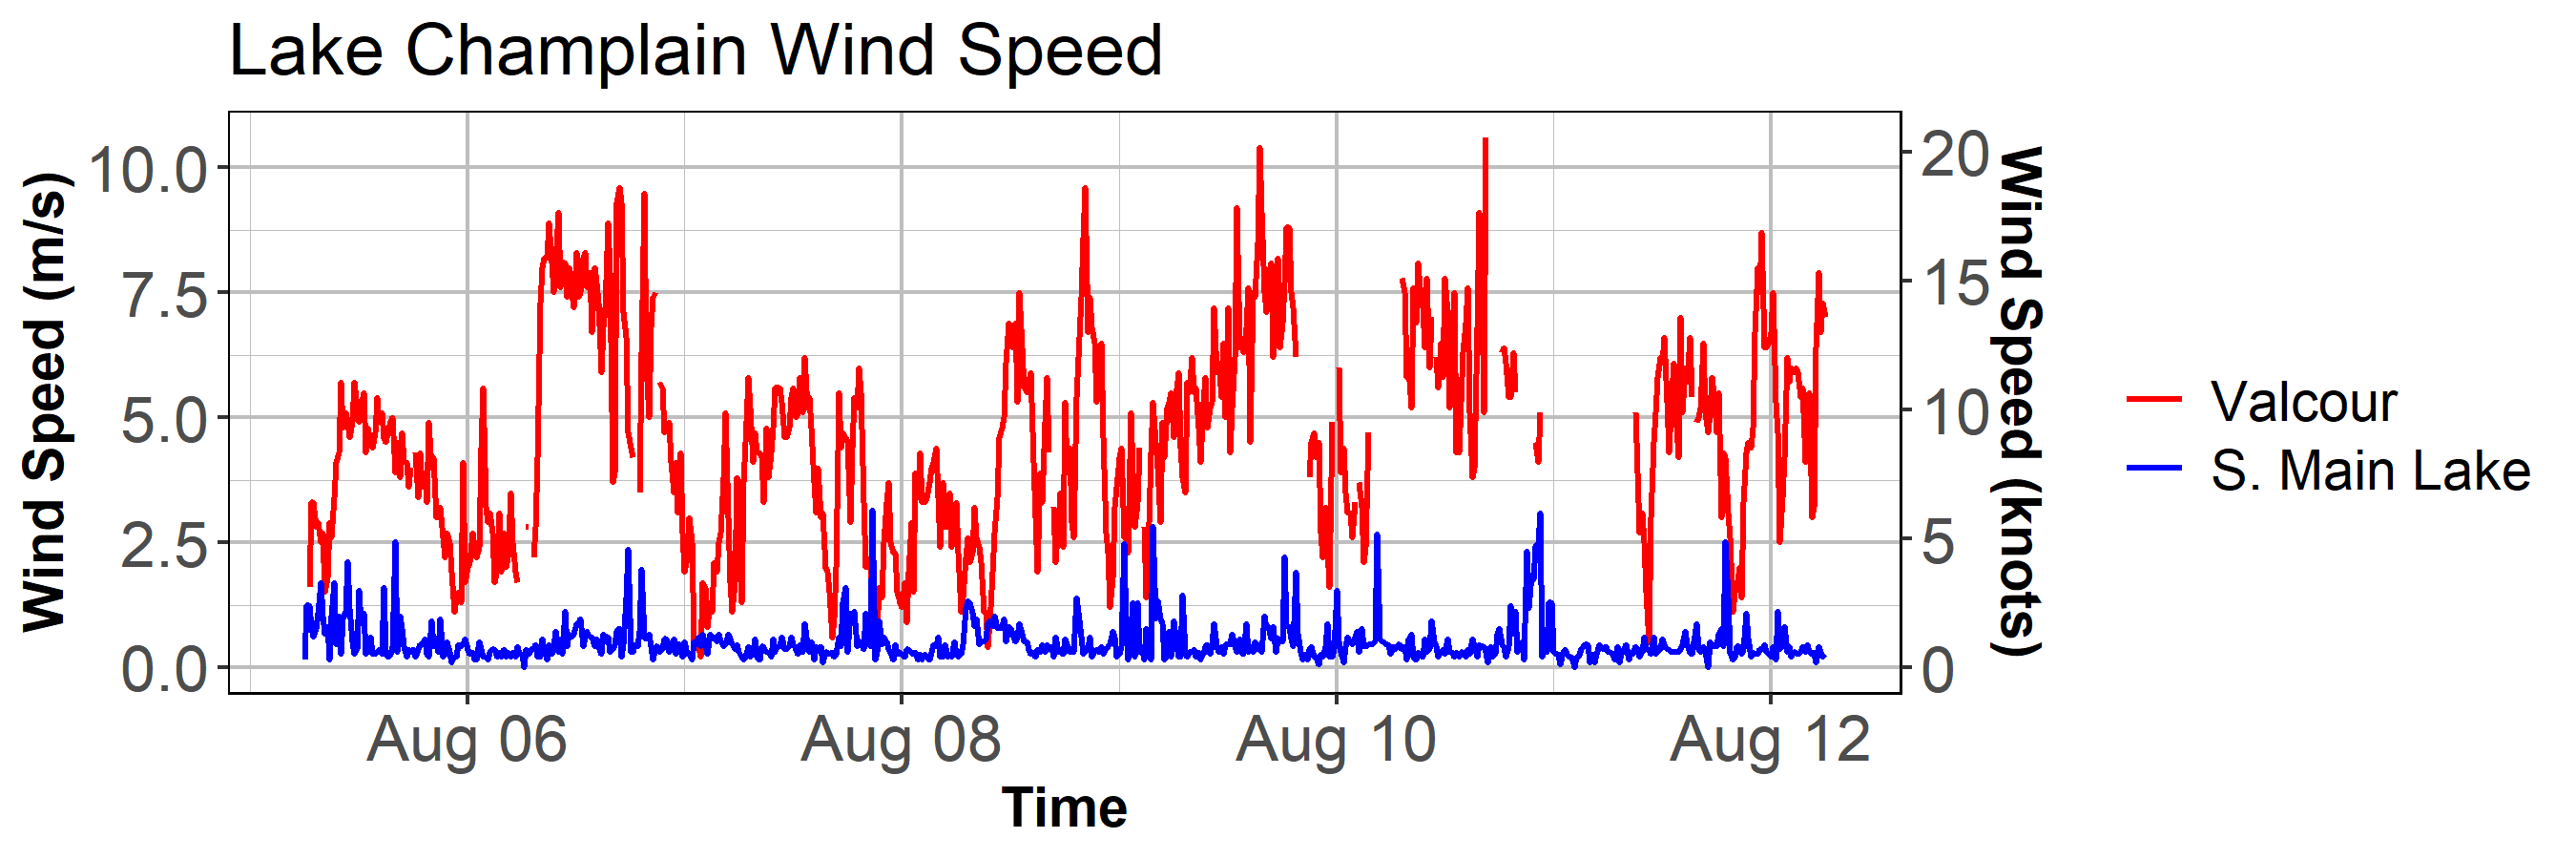 Lake Champlain Wind Speed
Wind Speed (m/s)
10.0
7.5
5.0
2.5
0.0
20
15
10
5
0
Wind Speed (knots)
Aug 06
Aug 08
Aug 10
Aug 12
Time
Valcour
S. Main Lake